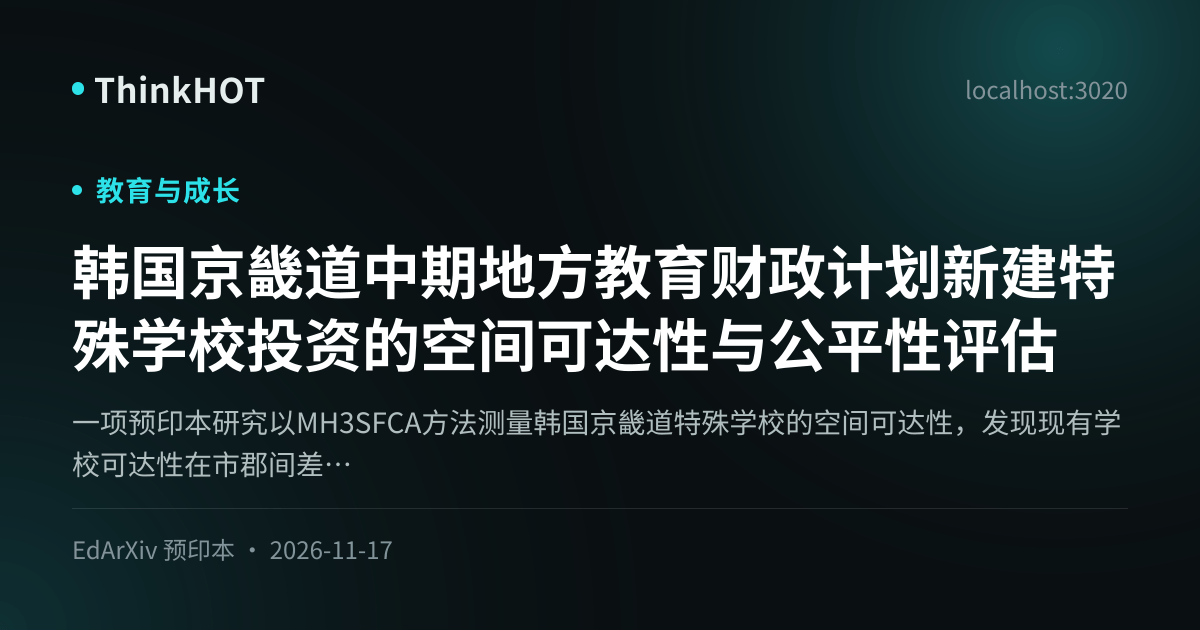 ThinkHOT
localhost:3020
教育与成长
韩国京畿道中期地方教育财政计划新建特
殊学校投资的空间可达性与公平性评估
一项预印本研究以MH3SFCA方法测量韩国京畿道特殊学校的空间可达性，发现现有学
校可达性在市郡间差…
EdArXiv 预印本 · 2026-11-17